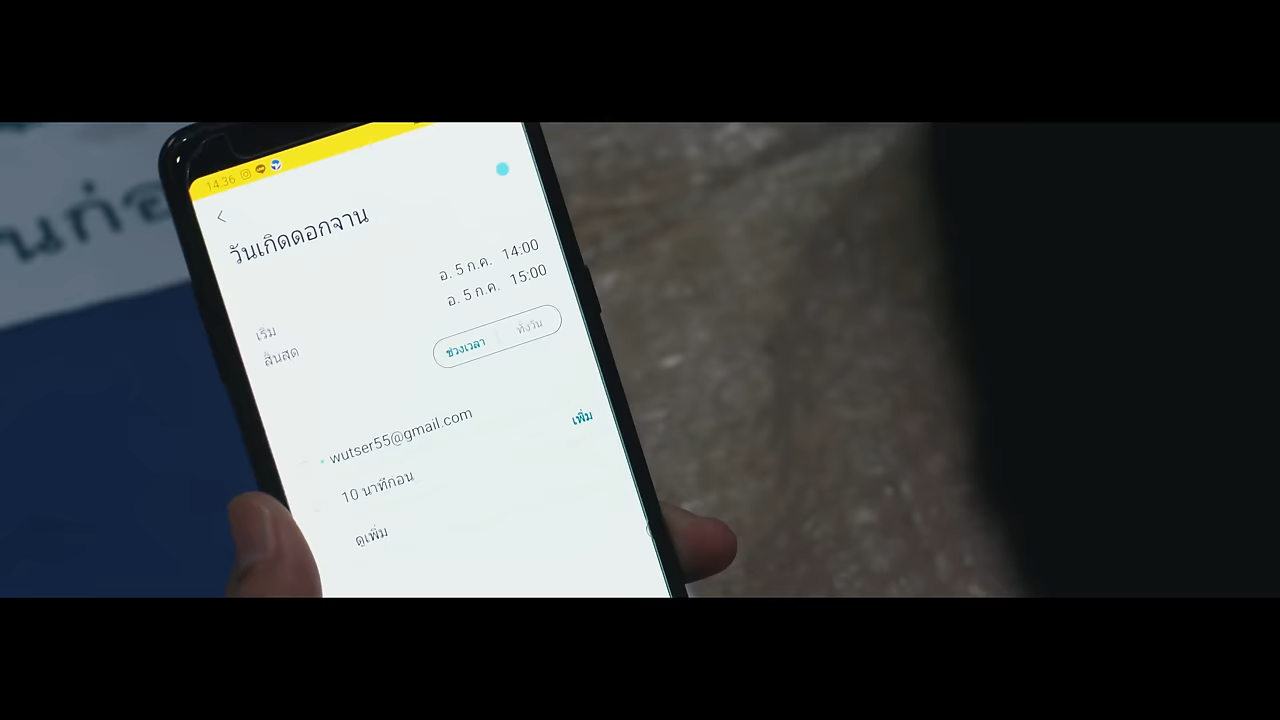 นก่อ
14.36
วันเกิดดอกจาน
อ. 5 ก.ค. 14:00
อ. 5 ก.ค. 15:00
เริ่ม
สิ้นสุด
ช่วงเวลา
ทั้งวัน
wutser55@gmail.com
เพิ่ม
10 นาทีก่อน
ดูเพิ่ม